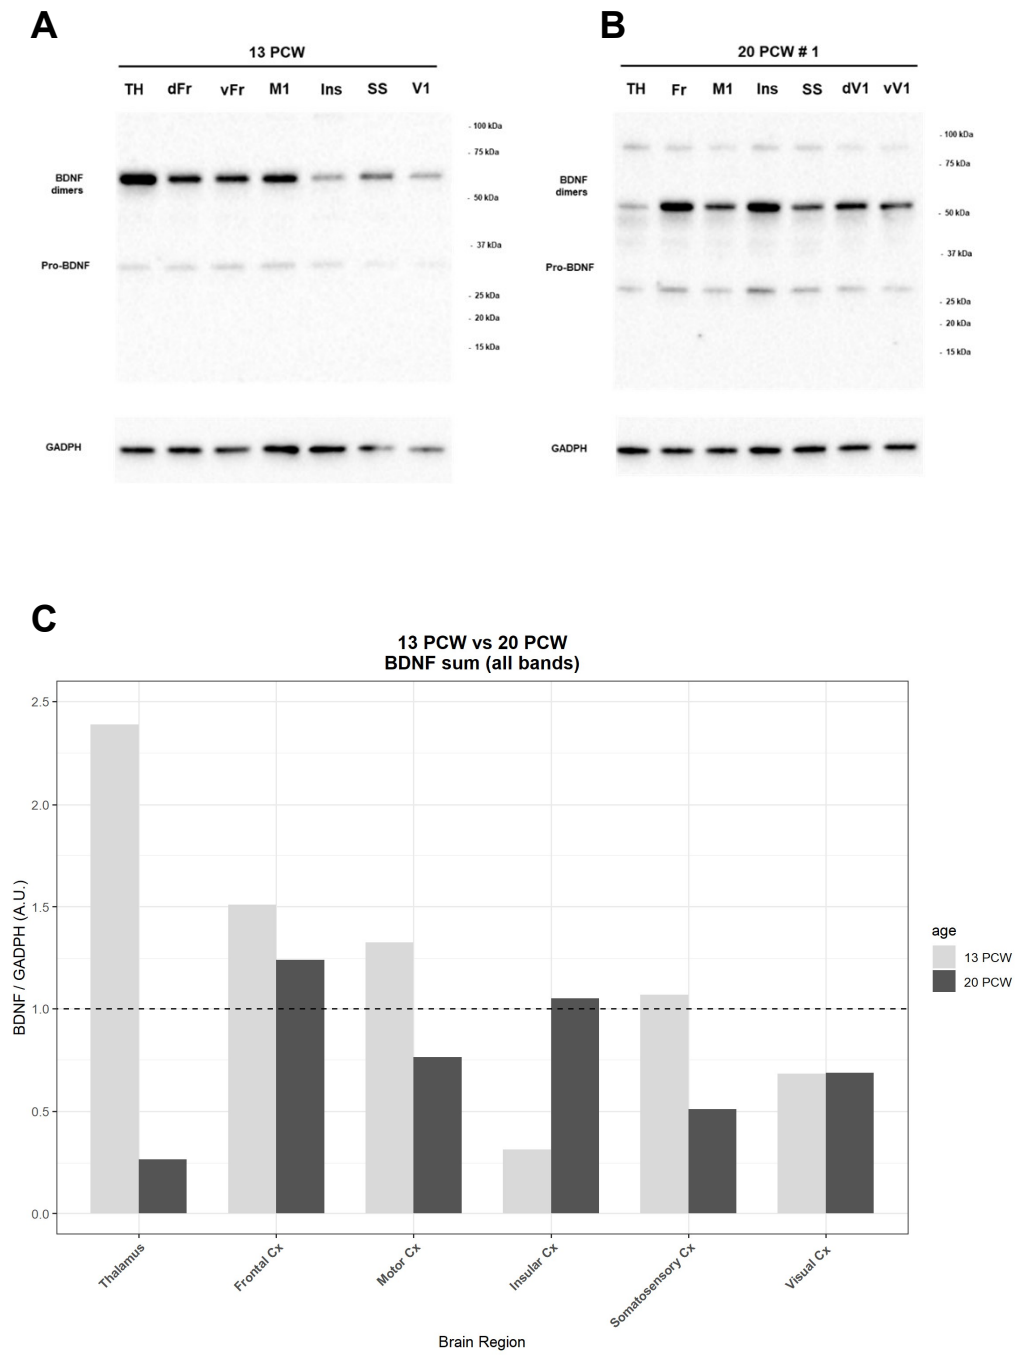 A
13 PCW
TH dFr vFr M1 Ins SS V1
- 100 kDa
- 75 kDa
BDNF
dimers
- 50 kDa
- 37 kDa
Pro-BDNF
- 25 kDa
- 20 kDa
- 15 kDa
GADPH
B
20 PCW # 1
TH Fr M1 Ins SS dV1 vV1
- 100 kDa
- 75 kDa
BDNF
dimers
- 50 kDa
- 37 kDa
Pro-BDNF
- 25 kDa
- 20 kDa
- 15 kDa
GADPH
C
13 PCW vs 20 PCW
BDNF sum (all bands)
BDNF / GADPH (A.U.)
2.5
2.0
1.5
1.0
0.5
0.0
Thalamus
Frontal Cx
Motor Cx
Insular Cx
Somatosensory Cx
Visual Cx
Brain Region
age
13 PCW
20 PCW